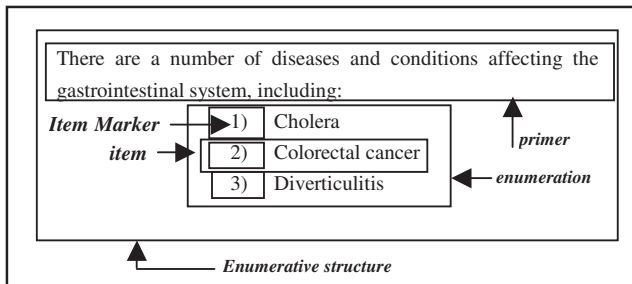 There are a number of diseases and conditions affecting the
gastrointestinal system, including:
Item Marker
1) Cholera
item
2) Colorectal cancer
primer
3) Diverticulitis
enumeration
Enumerative structure